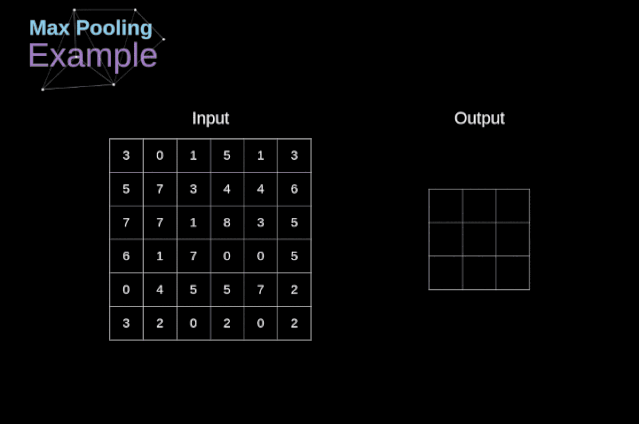 Max Pooling
Example
Input
Output
3 0 1 5 1 3
5 7 3 4 4 6
7 7 1 8 3 5
6 1 7 0 0 5
0 4 5 5 7 2
3 2 0 2 0 2